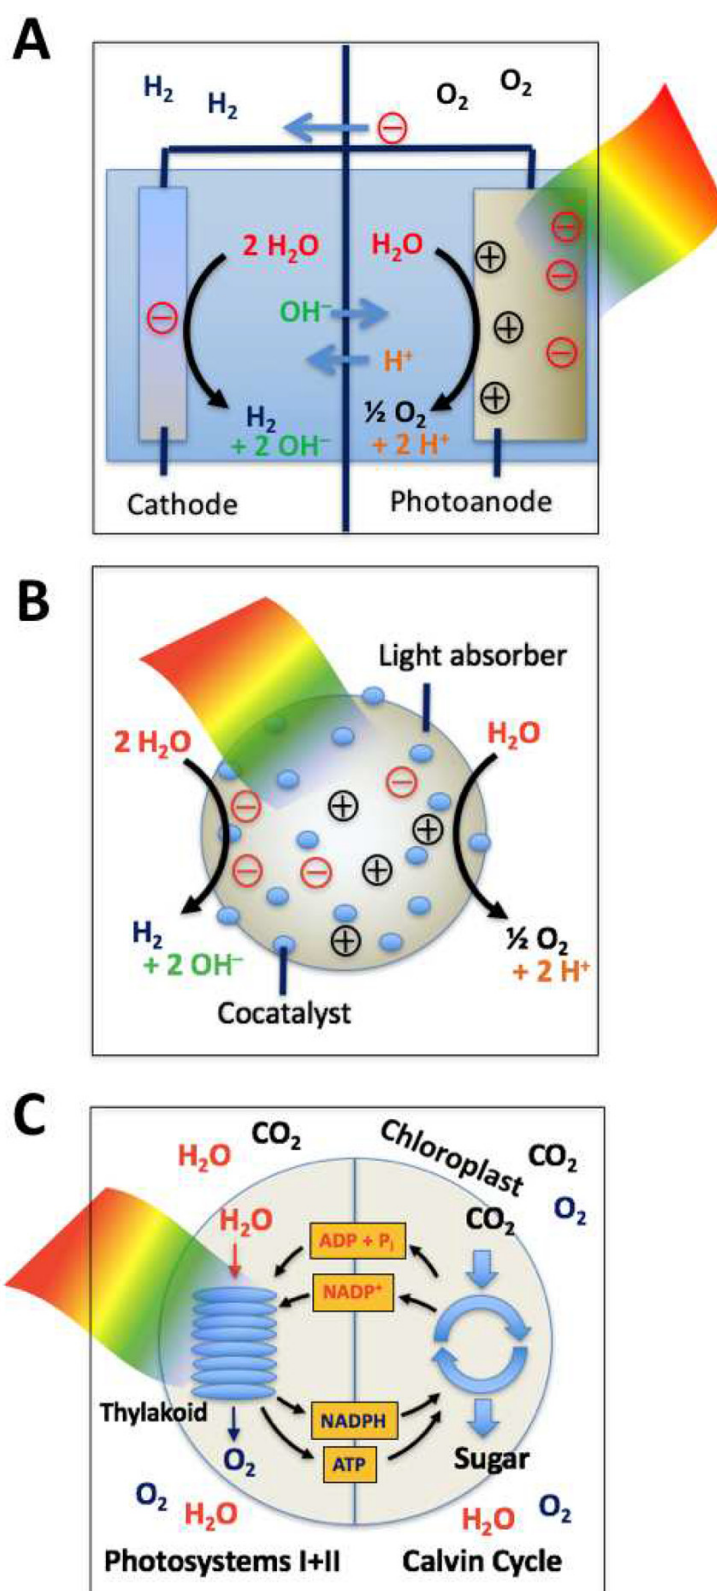 A
H₂ H₂ O₂ O₂
⊖
2 H₂O H₂O
⊖ ⊕ ⊖ ⊖
OH⁻ ⊕
H⁺ ⊖
H₂ ½ O₂ ⊕
+ 2 OH⁻ + 2 H⁺
Cathode Photoanode
B
Light absorber
2 H₂O H₂O
⊖ ⊕ ⊖ ⊕
⊖ ⊖ ⊕
H₂ ⊕ ½ O₂
+ 2 OH⁻ + 2 H⁺
Cocatalyst
C
H₂O CO₂ Chloroplast CO₂
O₂
H₂O CO₂
ADP + Pᵢ
NADP⁺
Thylakoid
NADPH
O₂ ATP Sugar
O₂ H₂O H₂O O₂
Photosystems I+II Calvin Cycle